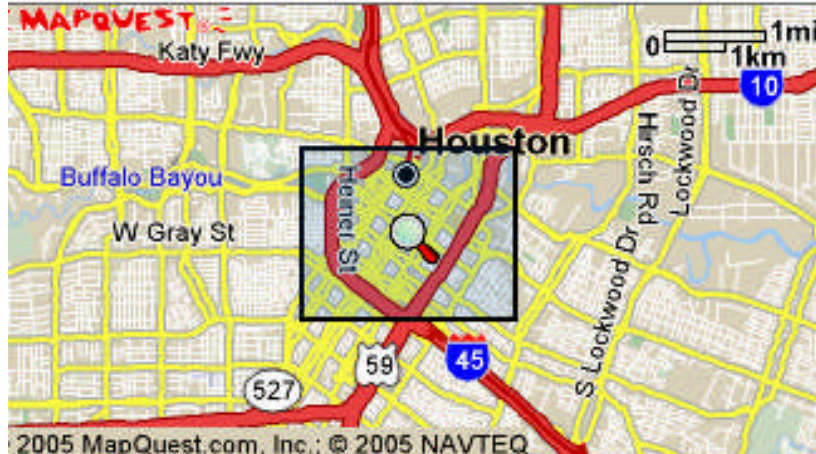 MAPQUEST
0 1mi
1km
Katy Fwy
10
Houston
Lockwood Dr
Hirsch Rd
Buffalo Bayou
Heiner St
W Gray St
S Lockwood Dr
59
45
527
2005 MapQuest.com, Inc.; © 2005 NAVTEQ